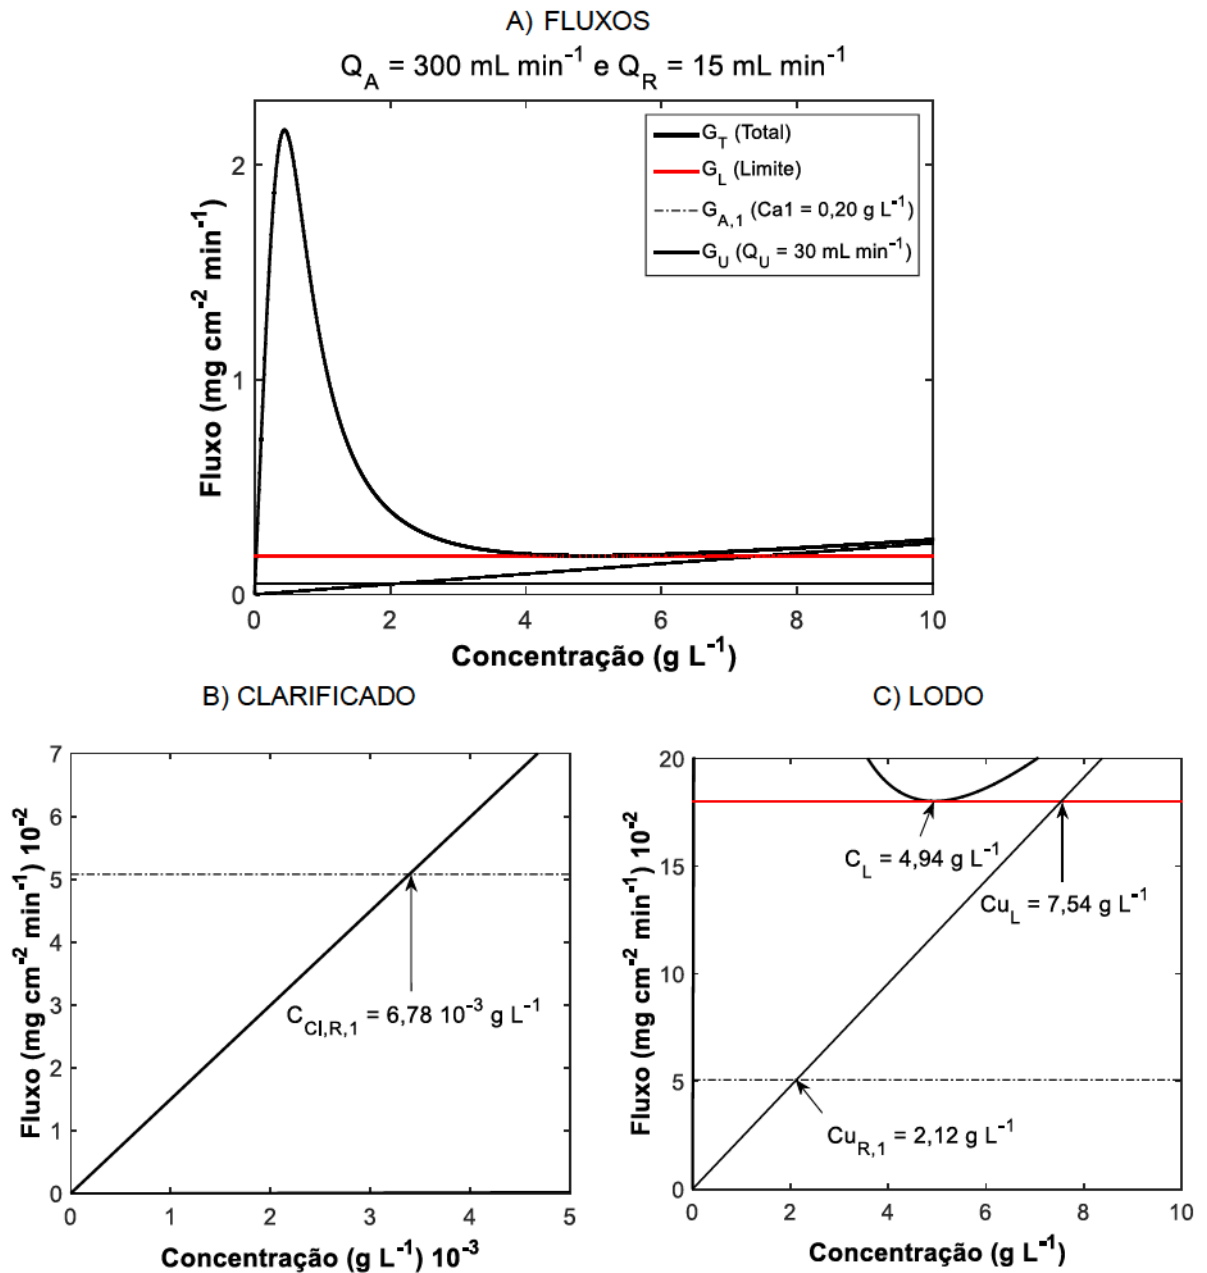 A) FLUXOS
Q_A = 300 mL min⁻¹ e Q_R = 15 mL min⁻¹
G_T (Total)
G_L (Limite)
G_A,1 (Ca1 = 0,20 g L⁻¹)
G_U (Q_U = 30 mL min⁻¹)
Fluxo (mg cm⁻² min⁻¹)
2
1
0
0 2 4 6 8 10
Concentração (g L⁻¹)
B) CLARIFICADO
Fluxo (mg cm⁻² min⁻¹) 10⁻²
7
6
5
4
3
2
1
0
C_Cl,R,1 = 6,78 10⁻³ g L⁻¹
0 1 2 3 4 5
Concentração (g L⁻¹) 10⁻³
C) LODO
Fluxo (mg cm⁻² min⁻¹) 10⁻²
20
15
10
5
0
C_L = 4,94 g L⁻¹
Cu_L = 7,54 g L⁻¹
Cu_R,1 = 2,12 g L⁻¹
0 2 4 6 8 10
Concentração (g L⁻¹)